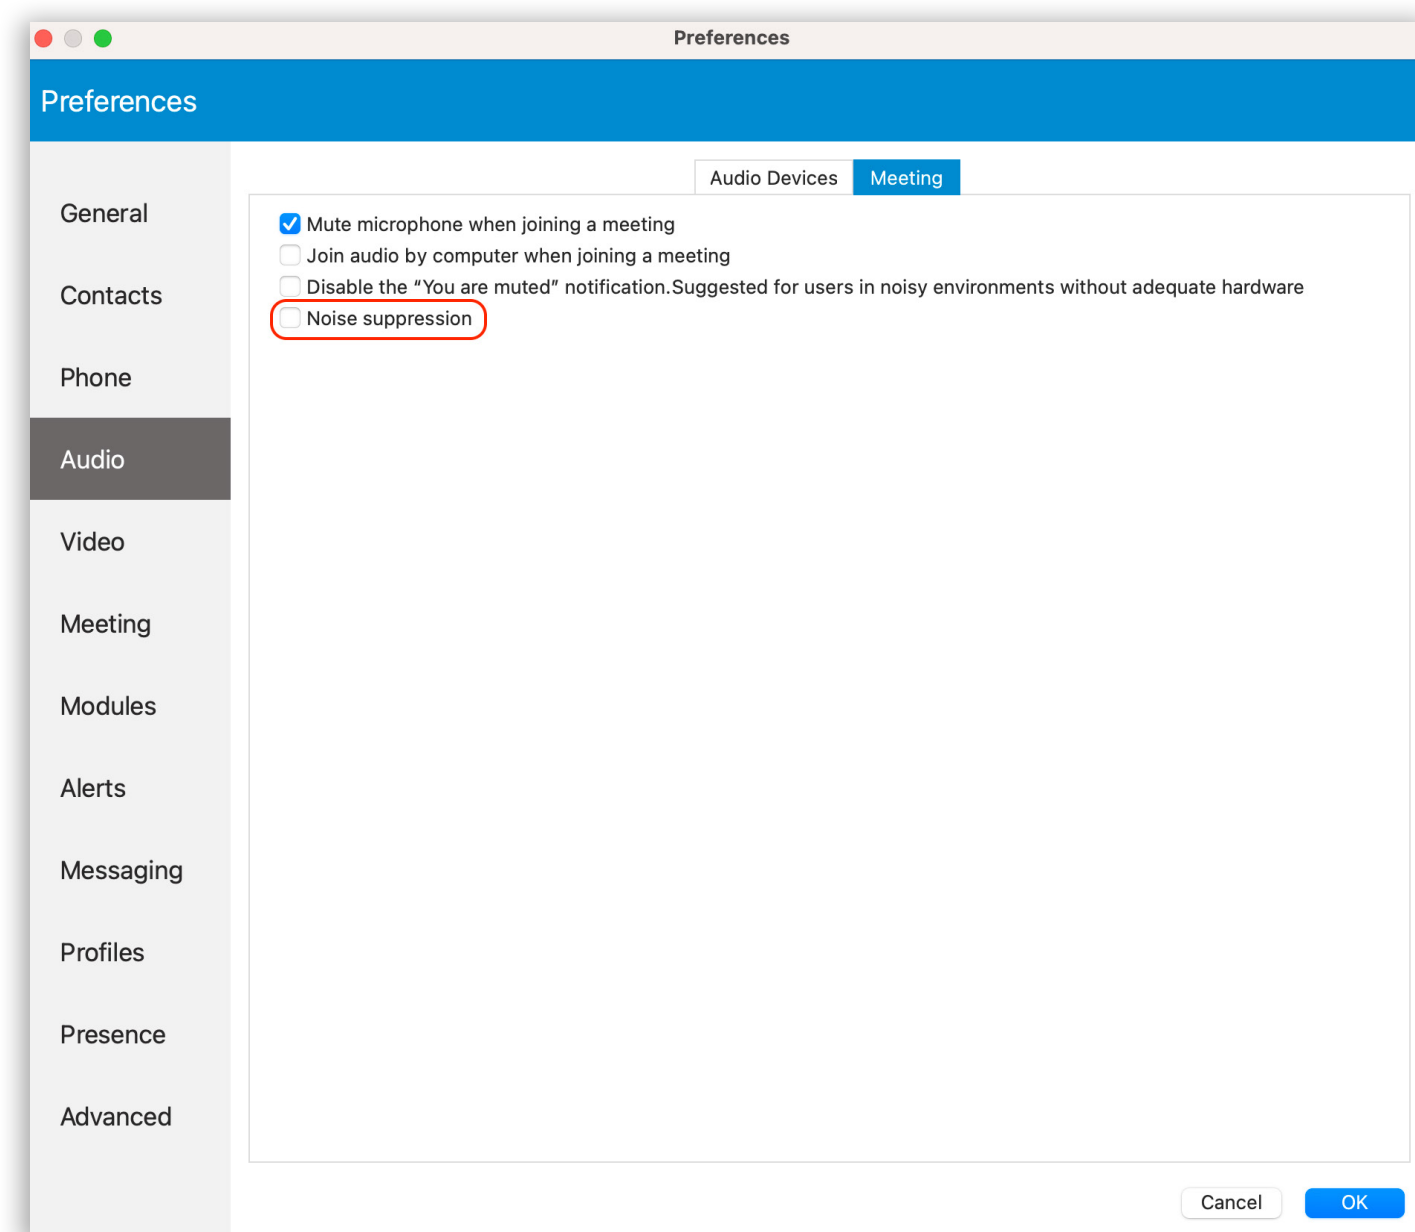 Preferences
Preferences
General
Contacts
Phone
Audio
Video
Meeting
Modules
Alerts
Messaging
Profiles
Presence
Advanced
Audio Devices Meeting
Mute microphone when joining a meeting
Join audio by computer when joining a meeting
Disable the “You are muted” notification.Suggested for users in noisy environments without adequate hardware
Noise suppression
Cancel OK